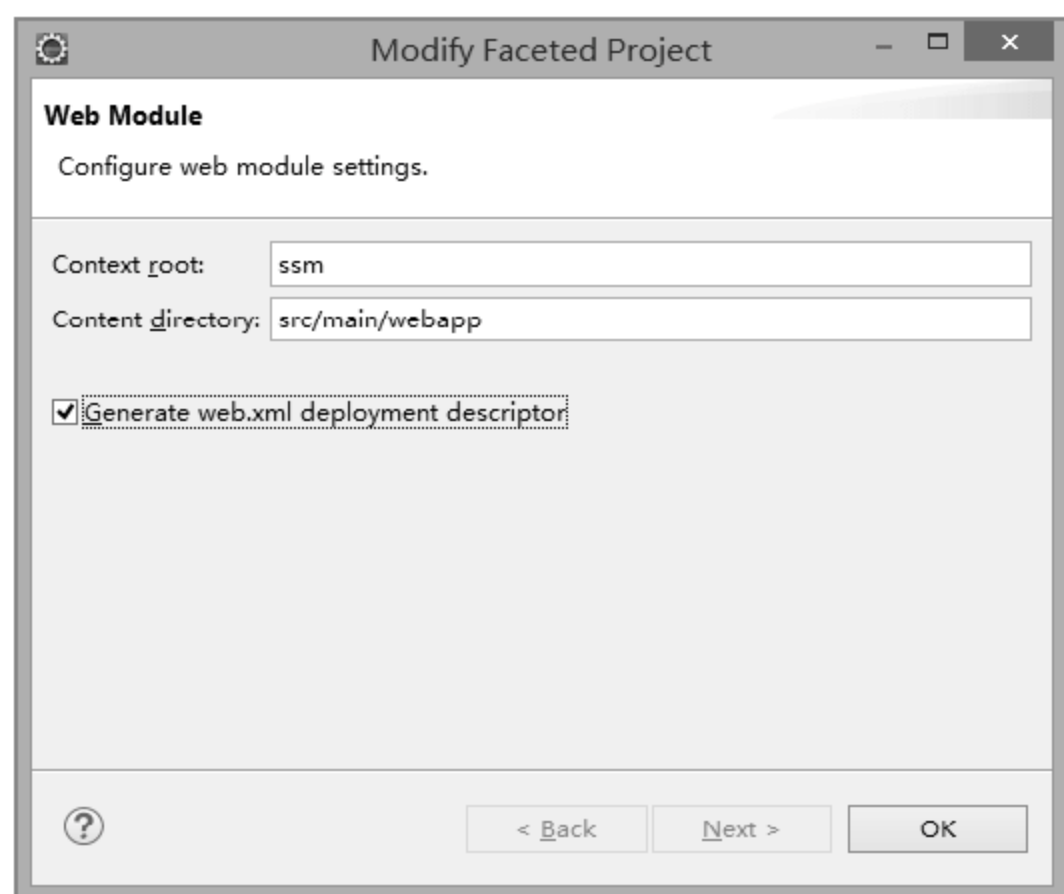 Modify Faceted Project
Web Module
Configure web module settings.
Context root: ssm
Content directory: src/main/webapp
Generate web.xml deployment descriptor
?
< Back Next > OK